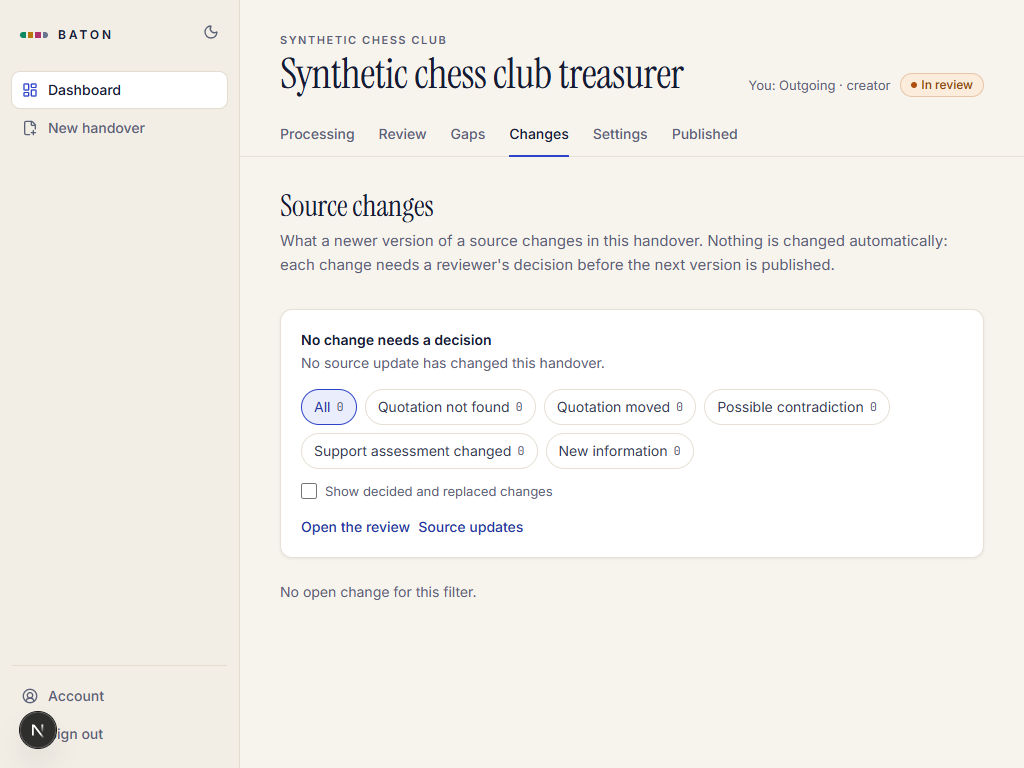 BATON
Dashboard
New handover
SYNTHETIC CHESS CLUB
Synthetic chess club treasurer
You: Outgoing · creator
In review
Processing Review Gaps Changes Settings Published
Source changes
What a newer version of a source changes in this handover. Nothing is changed automatically:
each change needs a reviewer's decision before the next version is published.
No change needs a decision
No source update has changed this handover.
All 0 Quotation not found 0 Quotation moved 0 Possible contradiction 0
Support assessment changed 0 New information 0
Show decided and replaced changes
Open the review Source updates
No open change for this filter.
Account
N
ign out